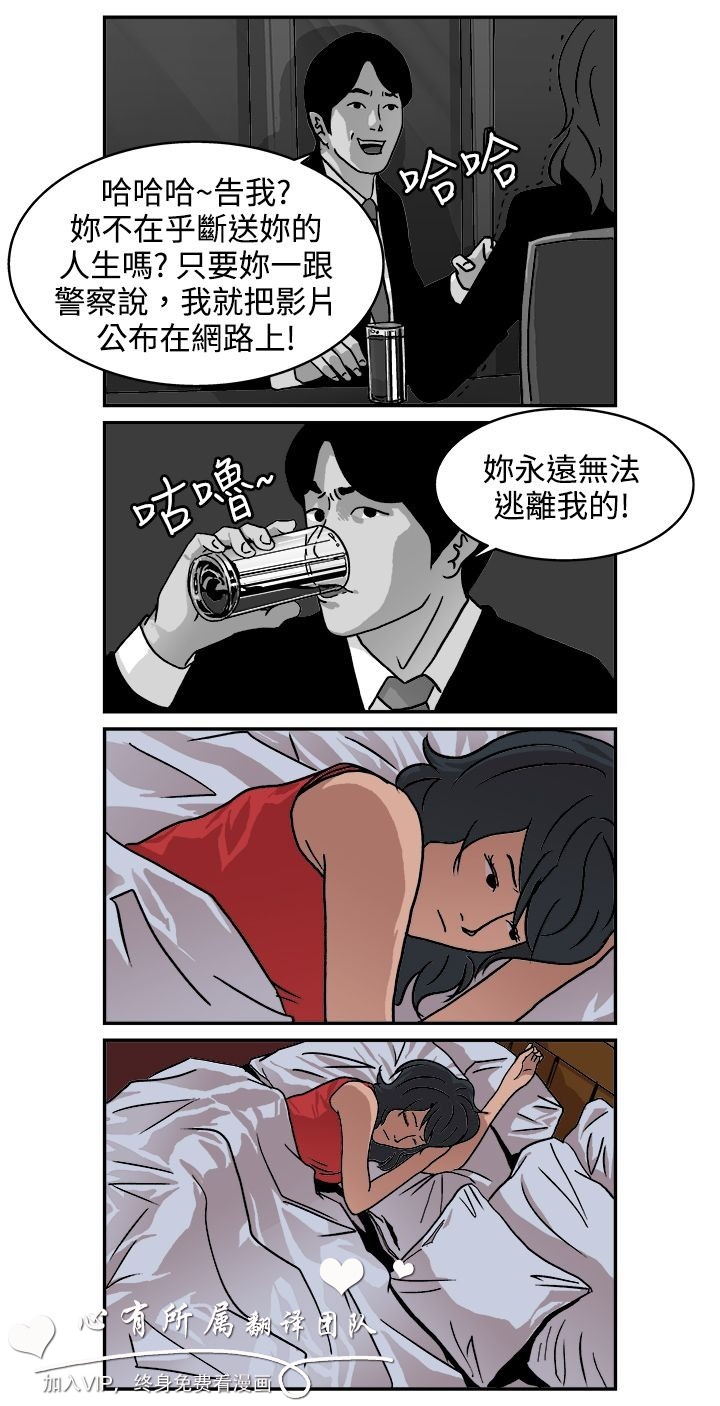 哈哈
哈哈哈~告我?
妳不在乎斷送妳的
人生嗎? 只要妳一跟
警察說，我就把影片
公布在網路上!
妳永遠無法
逃離我的!
咕嚕~
心有所属翻译团队
加入VIP，终身免费看漫画